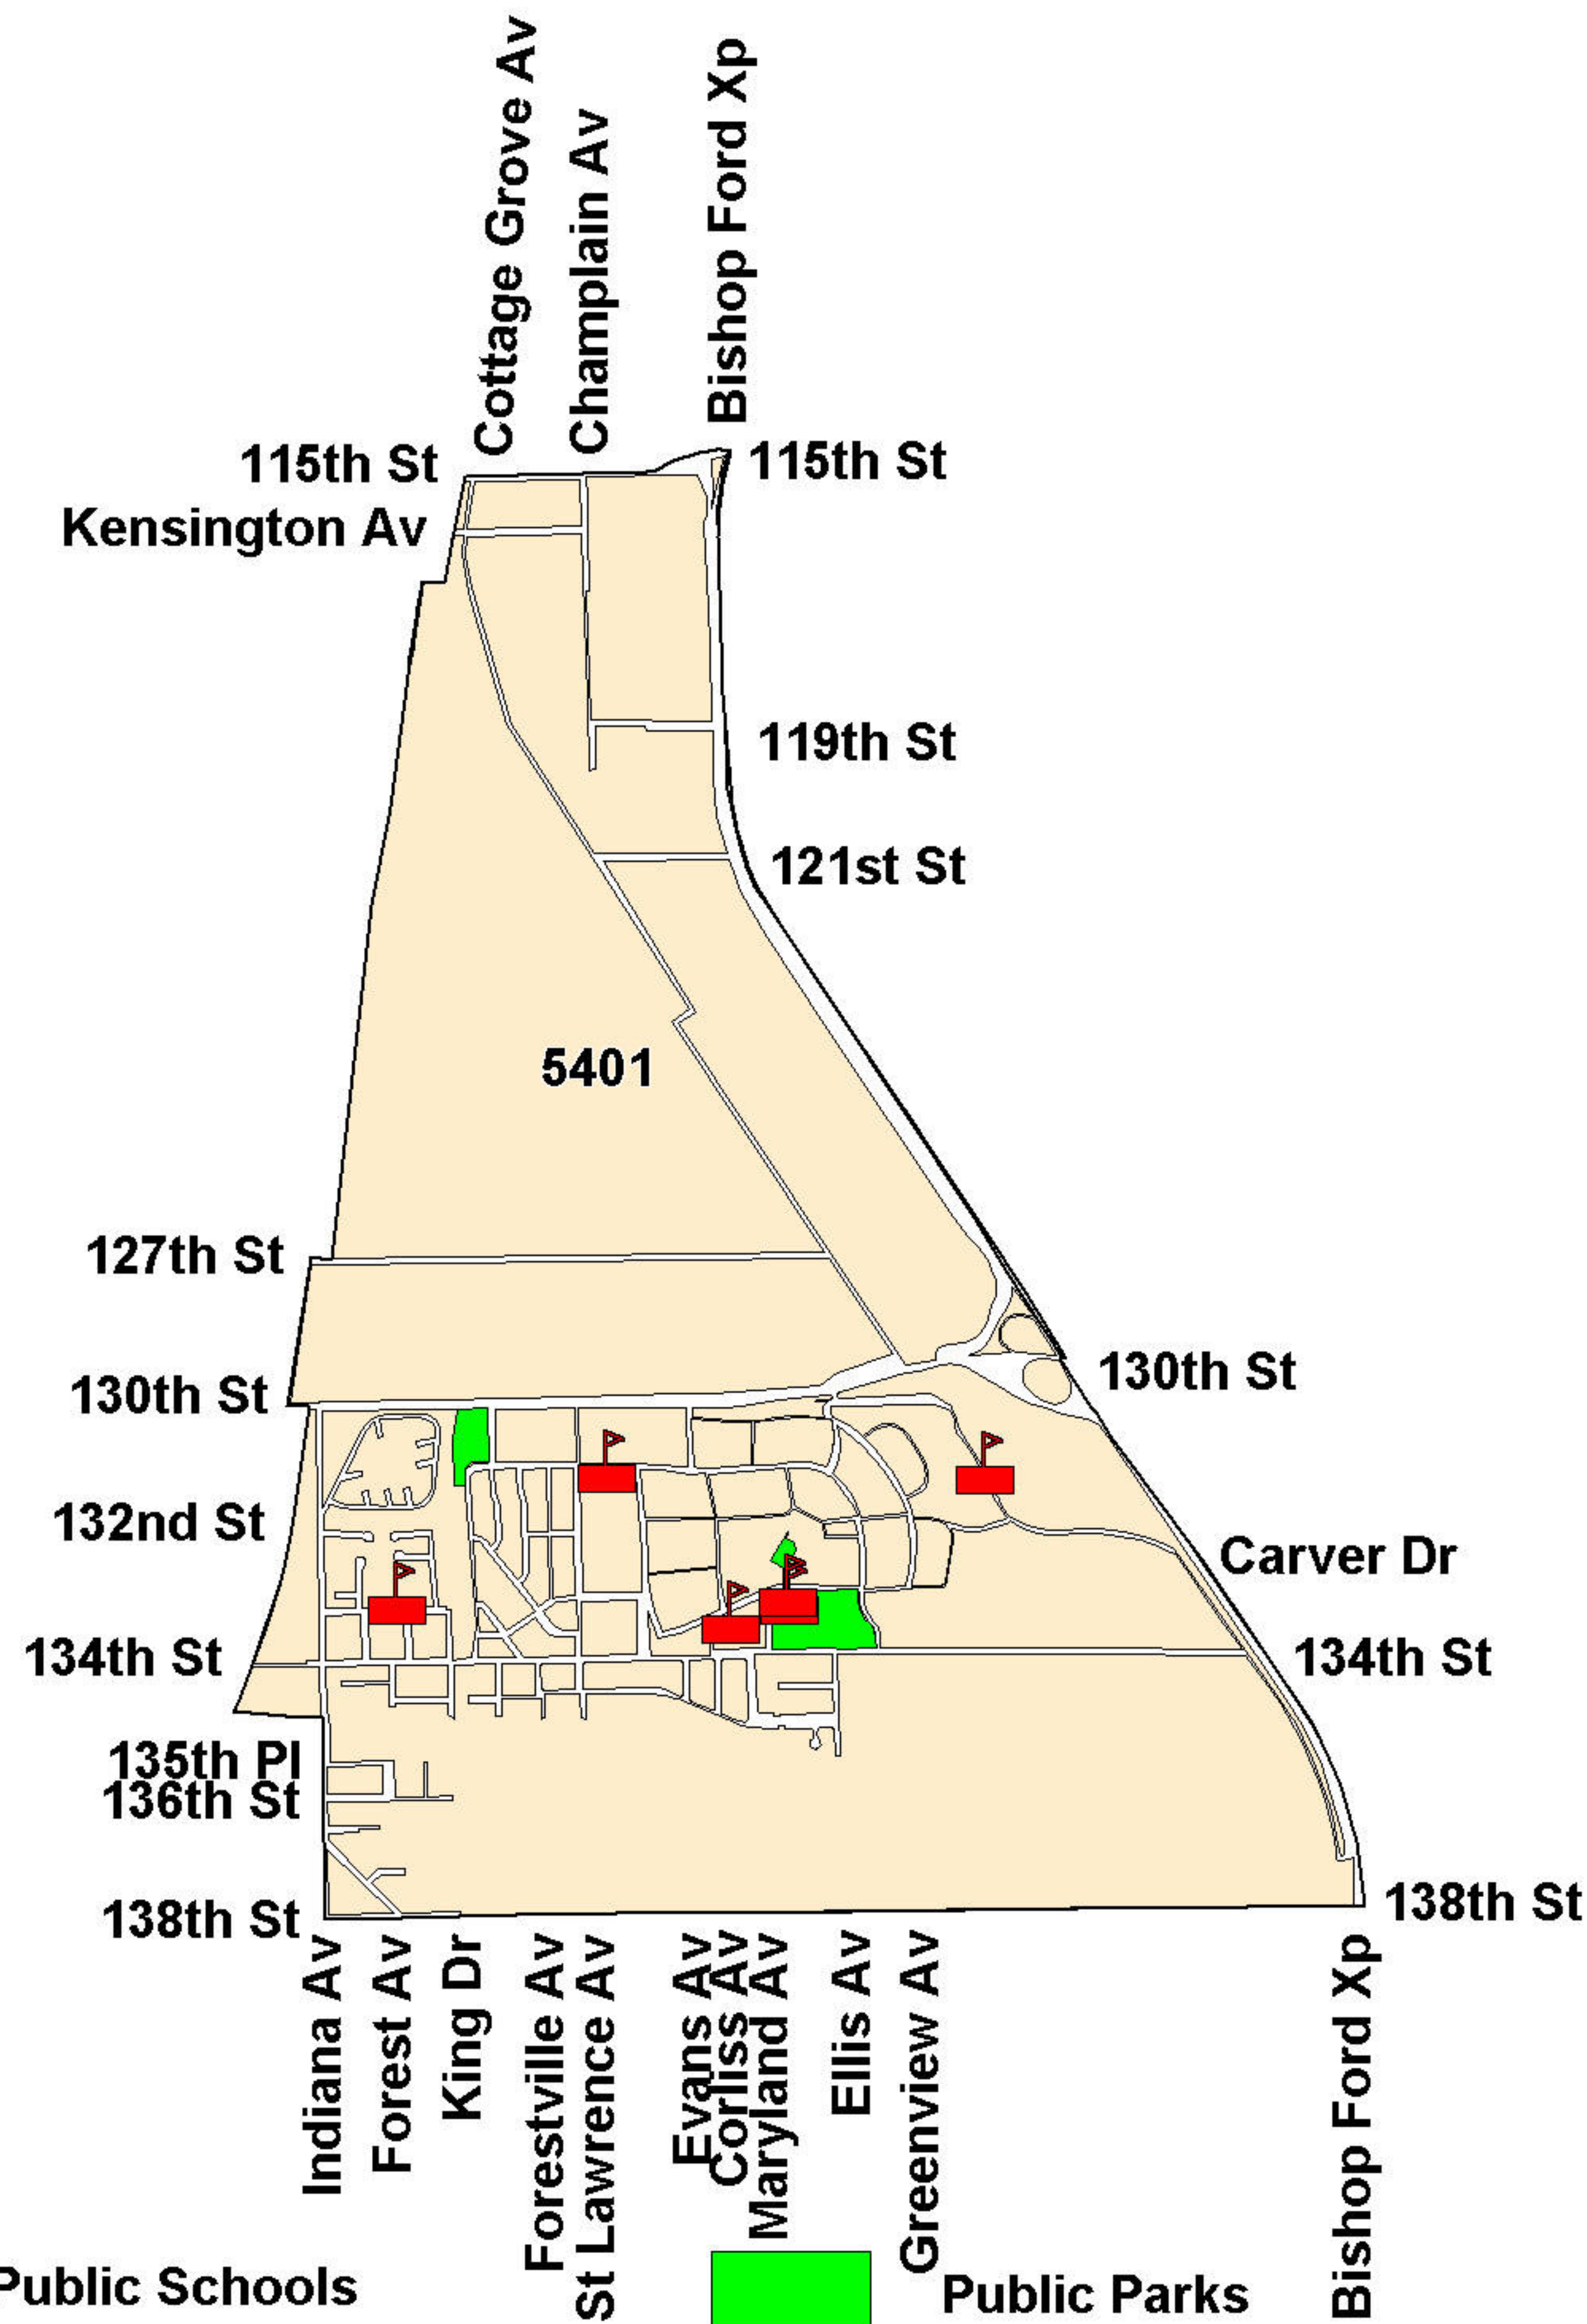 Cottage Grove Av
Champlain Av
Bishop Ford Xp
115th St
115th St
Kensington Av
119th St
121st St
5401
127th St
130th St
130th St
132nd St
Carver Dr
134th St
134th St
135th Pl
136th St
138th St
138th St
Indiana Av
Forest Av
King Dr
Forestville Av
St Lawrence Av
Evans Av
Corliss Av
Maryland Av
Ellis Av
Greenview Av
Bishop Ford Xp
Public Schools
Public Parks